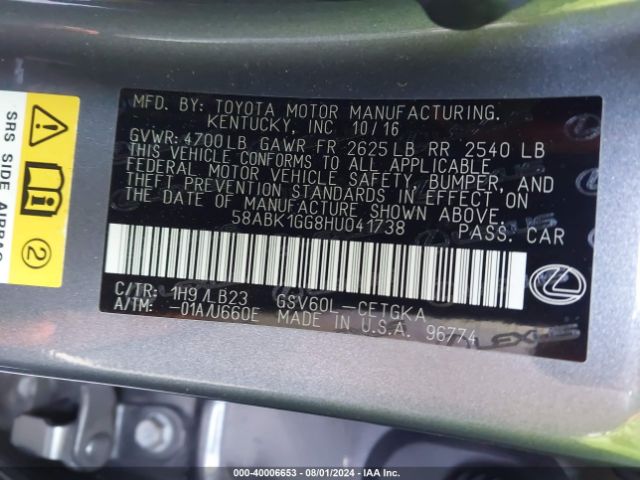 MFD. BY: TOYOTA MOTOR MANUFACTURING,
KENTUCKY, INC 10/16
GVWR: 4700LB GAWR FR 2625LB RR 2540 LB
THIS VEHICLE CONFORMS TO ALL APPLICABLE
FEDERAL MOTOR VEHICLE SAFETY, BUMPER, AND
THEFT PREVENTION STANDARDS IN EFFECT ON
THE DATE OF MANUFACTURE SHOWN ABOVE.
58ABK1GG8HU041738 PASS. CAR
C/TR: 1H9/LB23 GSV60L-CETGKA
A/TM: -01A/U660E MADE IN U.S.A. 96774
LEXUS
SRS SIDE AIRBAG
2
000-40006653 - 08/01/2024 - IAA Inc.